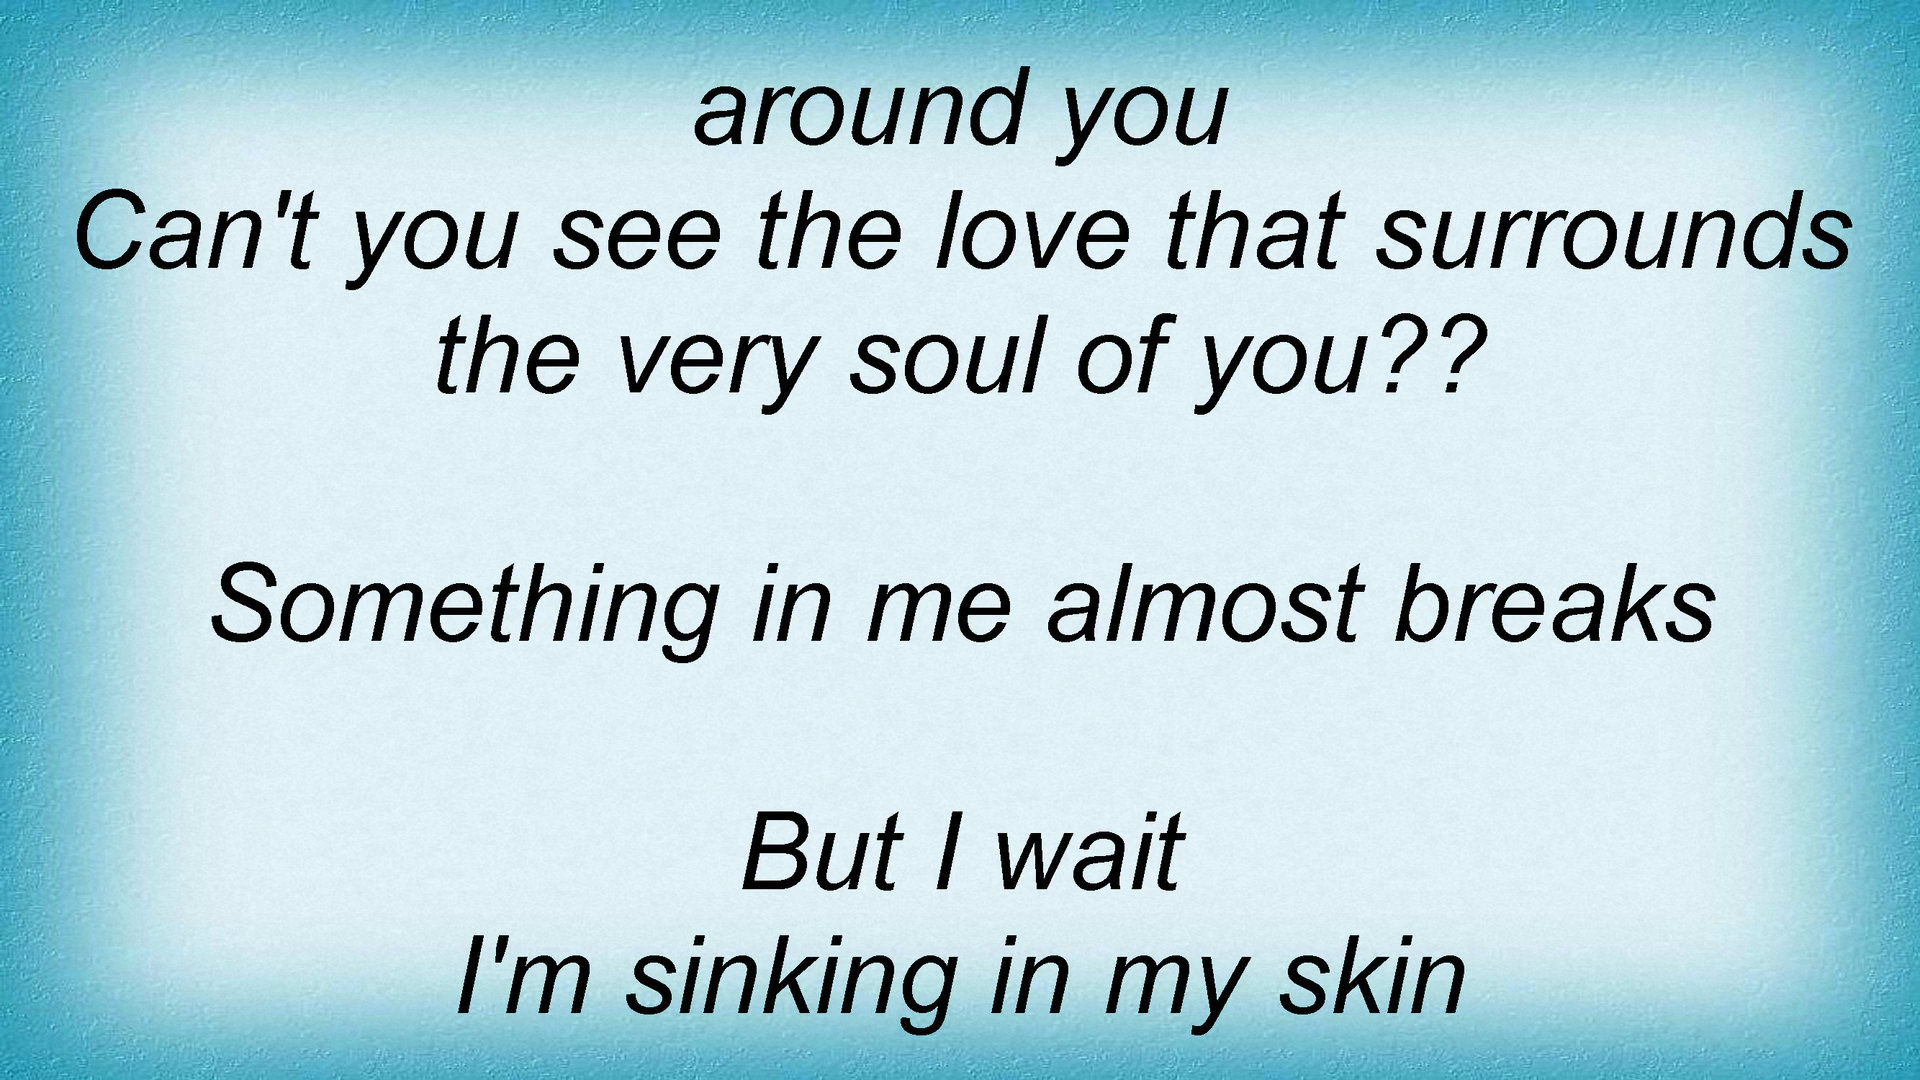 around you
Can't you see the love that surrounds
the very soul of you??
Something in me almost breaks
But I wait
I'm sinking in my skin